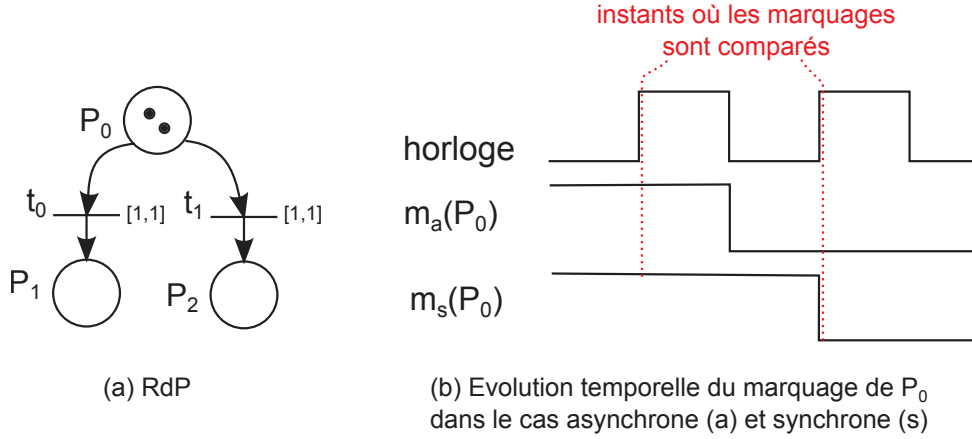 instants où les marquages
sont comparés
P0
t0 [1,1] t1 [1,1]
P1 P2
horloge
ma(P0)
ms(P0)
(a) RdP
(b) Evolution temporelle du marquage de P0
dans le cas asynchrone (a) et synchrone (s)